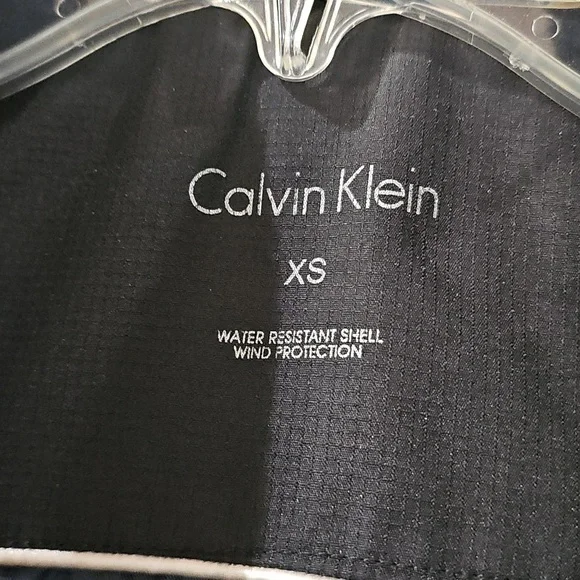 Calvin Klein
XS
WATER RESISTANT SHELL
WIND PROTECTION